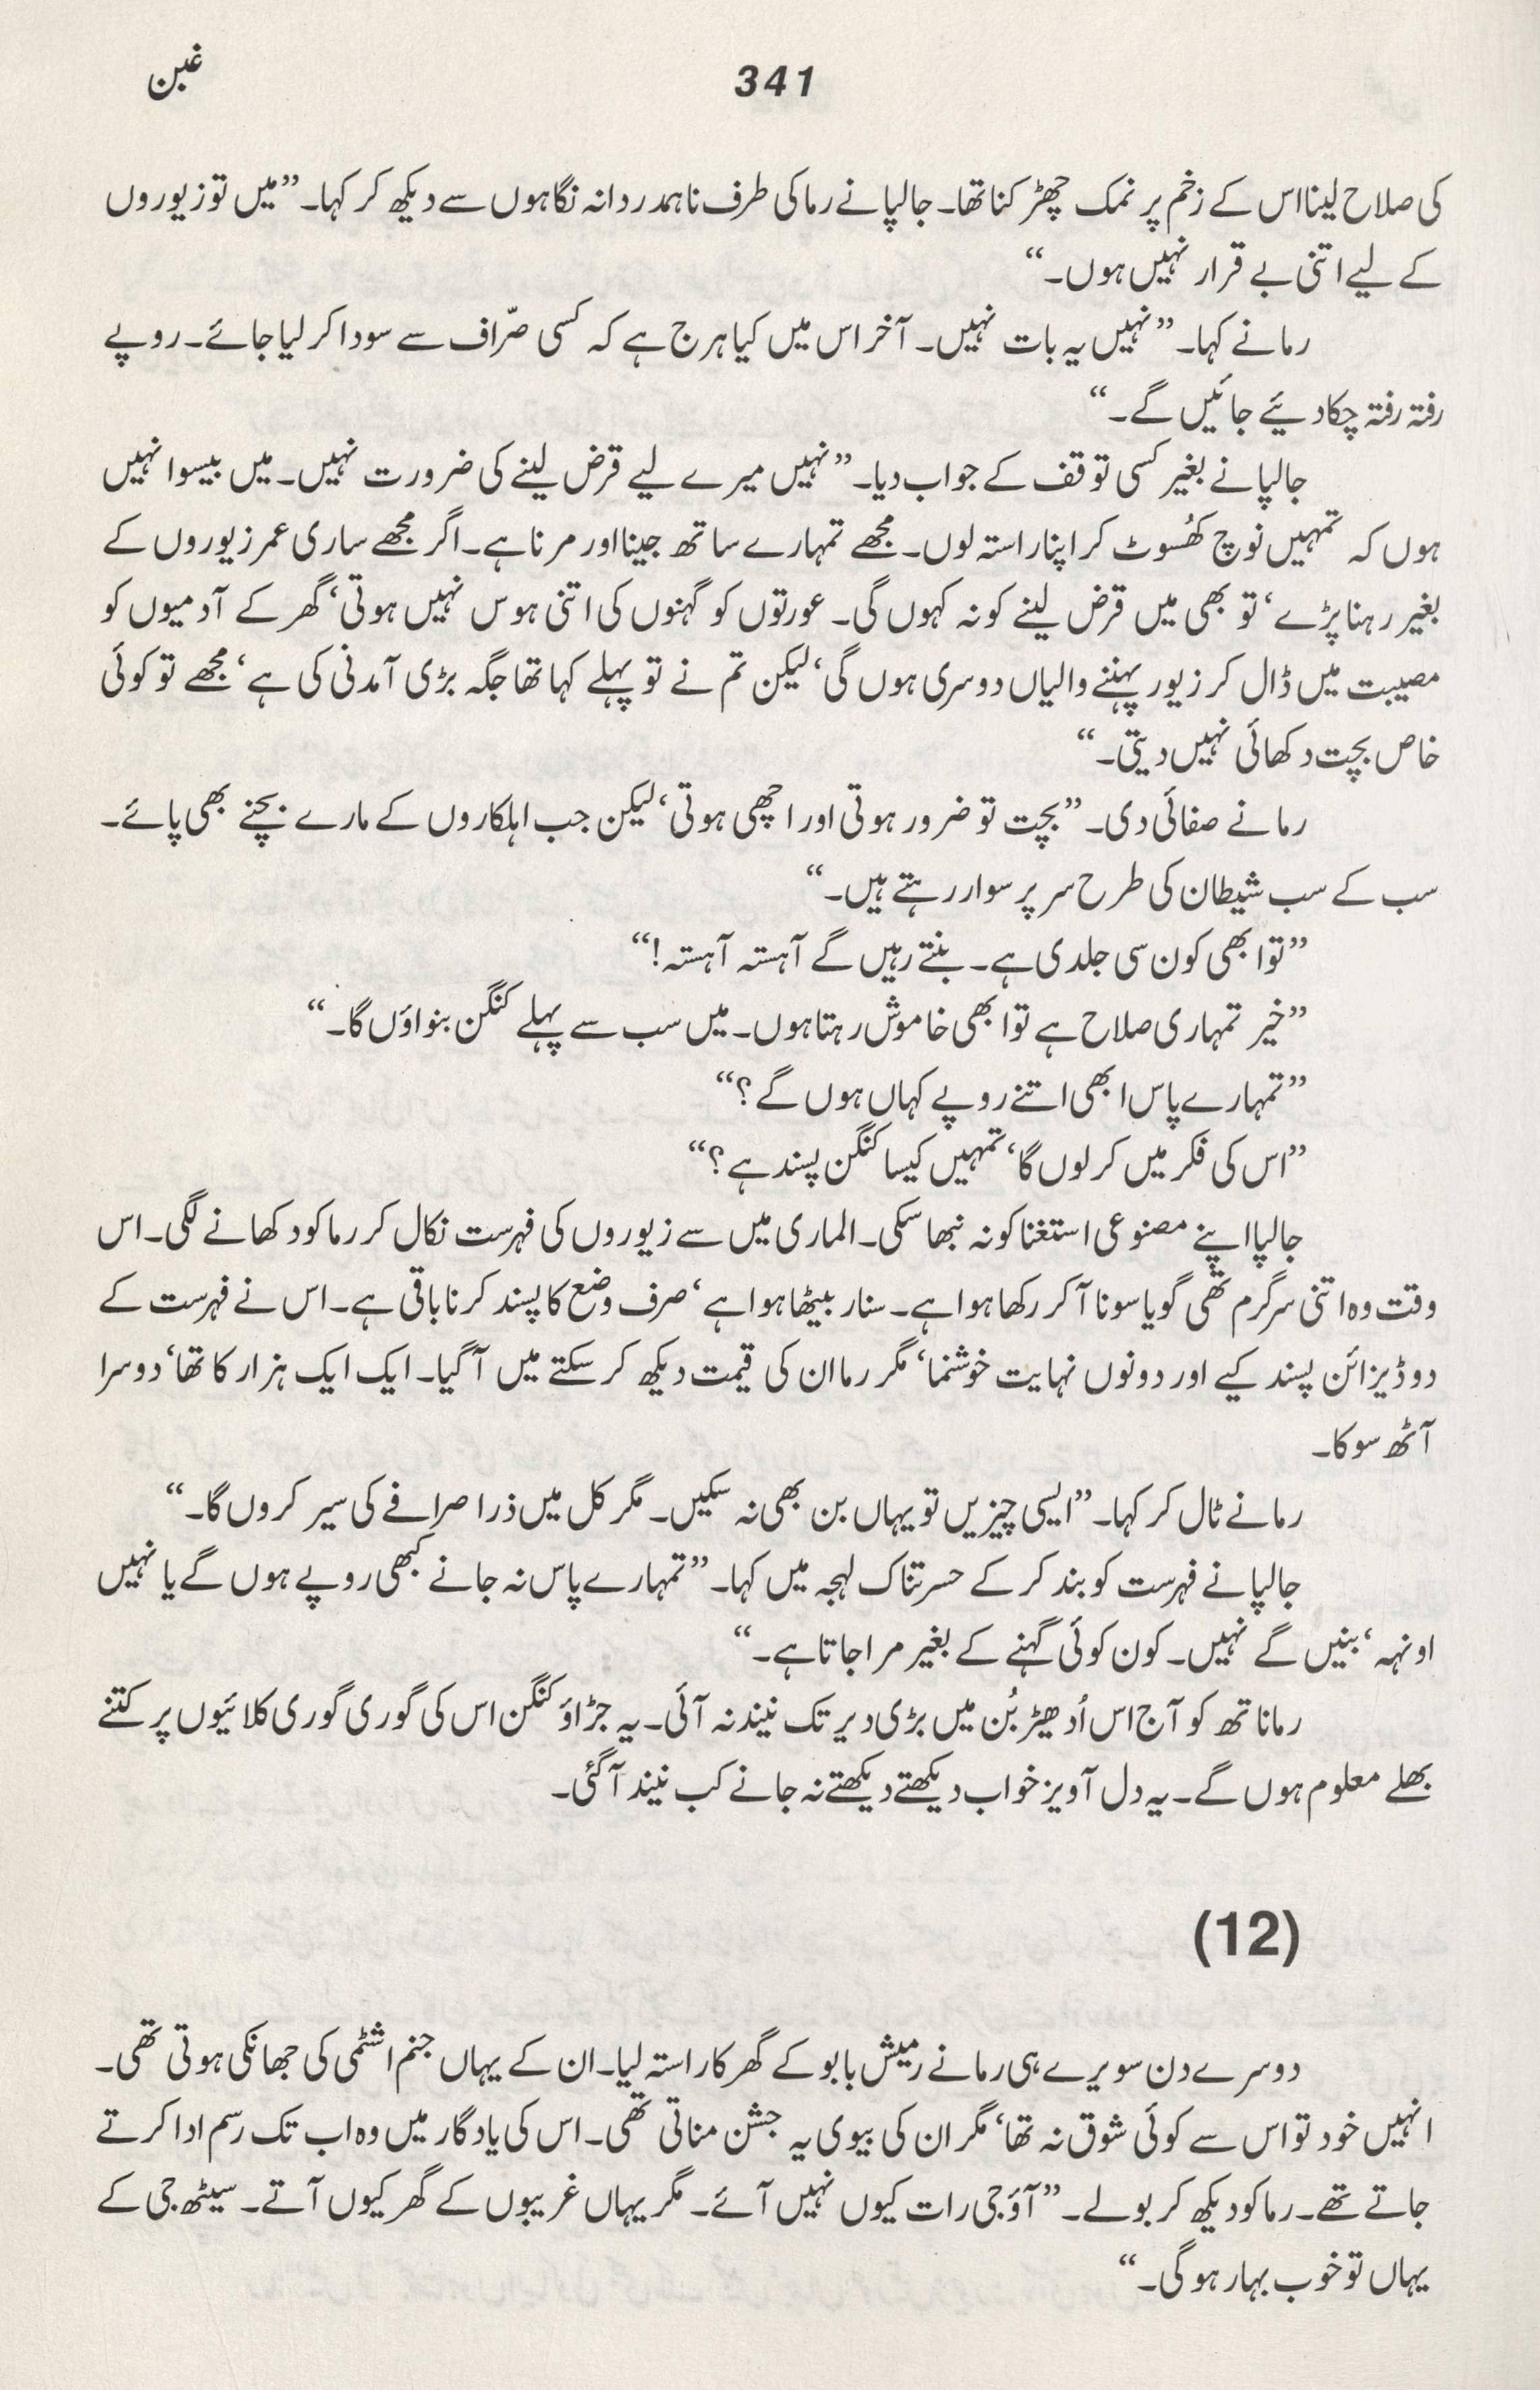 غبن
341
کی صلاح لینا اس کے زخم پر نمک چھڑکنا تھا۔ جالپا نے رما کی طرف ناہمدردانہ نگاہوں سے دیکھ کر کہا۔ ”میں تو زیوروں
کے لیے اتنی بے قرار نہیں ہوں۔“
رما نے کہا۔ ”نہیں یہ بات نہیں۔ آخر اس میں کیا ہرج ہے کہ کسی صرّاف سے سودا کر لیا جائے۔ روپے
رفتہ رفتہ چکا دیئے جائیں گے۔“
جالپا نے بغیر کسی توقف کے جواب دیا۔ ”نہیں میرے لیے قرض لینے کی ضرورت نہیں۔ میں بیسوا نہیں
ہوں کہ تمہیں نوچ کھُسوٹ کر اپنا راستہ لوں۔ مجھے تمہارے ساتھ جینا اور مرنا ہے۔ اگر مجھے ساری عمر زیوروں کے
بغیر رہنا پڑے‘ تو بھی میں قرض لینے کو نہ کہوں گی۔ عورتوں کو گہنوں کی اتنی ہوس نہیں ہوتی‘ گھر کے آدمیوں کو
مصیبت میں ڈال کر زیور پہننے والیاں دوسری ہوں گی‘ لیکن تم نے تو پہلے کہا تھا جگہ بڑی آمدنی کی ہے‘ مجھے تو کوئی
خاص بچت دکھائی نہیں دیتی۔“
رما نے صفائی دی۔ ”بچت تو ضرور ہوتی اور اچھی ہوتی‘ لیکن جب اہلکاروں کے مارے بچنے بھی پائے۔
سب کے سب شیطان کی طرح سر پر سوار رہتے ہیں۔“
”تو ابھی کون سی جلدی ہے۔ بنتے رہیں گے آہستہ آہستہ!“
”خیر تمہاری صلاح ہے تو ابھی خاموش رہتا ہوں۔ میں سب سے پہلے کنگن بنواؤں گا۔“
”تمہارے پاس ابھی اتنے روپے کہاں ہوں گے؟“
”اس کی فکر میں کر لوں گا‘ تمہیں کیسا کنگن پسند ہے؟“
جالپا اپنے مصنوعی استغنا کو نہ نبھا سکی۔ الماری میں سے زیوروں کی فہرست نکال کر رما کو دکھانے لگی۔ اس
وقت وہ اتنی سرگرم تھی گویا سونا آ کر رکھا ہوا ہے۔ سنار بیٹھا ہوا ہے‘ صرف وضع کا پسند کرنا باقی ہے۔ اس نے فہرست کے
دو ڈیزائن پسند کیے اور دونوں نہایت خوشنما‘ مگر رما ان کی قیمت دیکھ کر سکتے میں آ گیا۔ ایک ایک ہزار کا تھا‘ دوسرا
آٹھ سو کا۔
رما نے ٹال کر کہا۔ ”ایسی چیزیں تو یہاں بن بھی نہ سکیں۔ مگر کل میں ذرا صرافے کی سیر کروں گا۔“
جالپا نے فہرست کو بند کر کے حسرتناک لہجہ میں کہا۔ ”تمہارے پاس نہ جانے کبھی روپے ہوں گے یا نہیں
اونہہ‘ بنیں گے نہیں۔ کون کوئی گہنے کے بغیر مرا جاتا ہے۔“
رماناتھ کو آج اس اُدھیڑ بُن میں بڑی دیر تک نیند نہ آئی۔ یہ جڑاؤ کنگن اس کی گوری گوری کلائیوں پر کتنے
بھلے معلوم ہوں گے۔ یہ دل آویز خواب دیکھتے دیکھتے نہ جانے کب نیند آ گئی۔
(12)
دوسرے دن سویرے ہی رما نے رمیش بابو کے گھر کا راستہ لیا۔ ان کے یہاں جنم اشٹمی کی جھانکی ہوتی تھی۔
انہیں خود تو اس سے کوئی شوق نہ تھا‘ مگر ان کی بیوی یہ جشن مناتی تھی۔ اس کی یادگار میں وہ اب تک رسم ادا کرتے
جاتے تھے۔ رما کو دیکھ کر بولے۔ ”آؤ جی رات کیوں نہیں آئے۔ مگر یہاں غریبوں کے گھر کیوں آتے۔ سیٹھ جی کے
یہاں تو خوب بہار ہو گی۔“